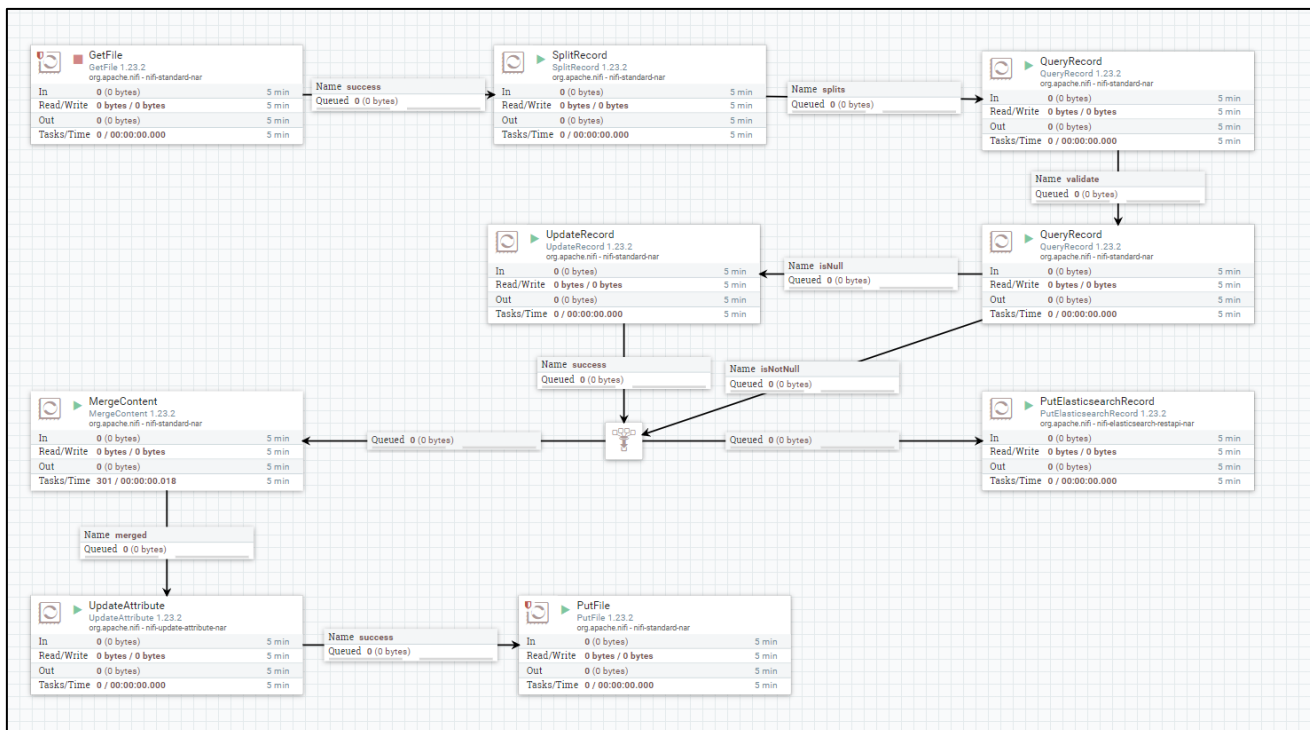 GetFile
GetFile 1.23.2
org.apache.nifi - nifi-standard-nar
In 0 (0 bytes) 5 min
Read/Write 0 bytes / 0 bytes 5 min
Out 0 (0 bytes) 5 min
Tasks/Time 0 / 00:00:00.000 5 min
Name success
Queued 0 (0 bytes)
SplitRecord
SplitRecord 1.23.2
org.apache.nifi - nifi-standard-nar
In 0 (0 bytes) 5 min
Read/Write 0 bytes / 0 bytes 5 min
Out 0 (0 bytes) 5 min
Tasks/Time 0 / 00:00:00.000 5 min
Name splits
Queued 0 (0 bytes)
QueryRecord
QueryRecord 1.23.2
org.apache.nifi - nifi-standard-nar
In 0 (0 bytes) 5 min
Read/Write 0 bytes / 0 bytes 5 min
Out 0 (0 bytes) 5 min
Tasks/Time 0 / 00:00:00.000 5 min
Name validate
Queued 0 (0 bytes)
QueryRecord
QueryRecord 1.23.2
org.apache.nifi - nifi-standard-nar
In 0 (0 bytes) 5 min
Read/Write 0 bytes / 0 bytes 5 min
Out 0 (0 bytes) 5 min
Tasks/Time 0 / 00:00:00.000 5 min
Name isNull
Queued 0 (0 bytes)
UpdateRecord
UpdateRecord 1.23.2
org.apache.nifi - nifi-standard-nar
In 0 (0 bytes) 5 min
Read/Write 0 bytes / 0 bytes 5 min
Out 0 (0 bytes) 5 min
Tasks/Time 0 / 00:00:00.000 5 min
Name success
Queued 0 (0 bytes)
Name isNotNull
Queued 0 (0 bytes)
MergeContent
MergeContent 1.23.2
org.apache.nifi - nifi-standard-nar
In 0 (0 bytes) 5 min
Read/Write 0 bytes / 0 bytes 5 min
Out 0 (0 bytes) 5 min
Tasks/Time 301 / 00:00:00.018 5 min
Queued 0 (0 bytes)
Queued 0 (0 bytes)
PutElasticsearchRecord
PutElasticsearchRecord 1.23.2
org.apache.nifi - nifi-elasticsearch-restapi-nar
In 0 (0 bytes) 5 min
Read/Write 0 bytes / 0 bytes 5 min
Out 0 (0 bytes) 5 min
Tasks/Time 0 / 00:00:00.000 5 min
Name merged
Queued 0 (0 bytes)
UpdateAttribute
UpdateAttribute 1.23.2
org.apache.nifi - nifi-update-attribute-nar
In 0 (0 bytes) 5 min
Read/Write 0 bytes / 0 bytes 5 min
Out 0 (0 bytes) 5 min
Tasks/Time 0 / 00:00:00.000 5 min
Name success
Queued 0 (0 bytes)
PutFile
PutFile 1.23.2
org.apache.nifi - nifi-standard-nar
In 0 (0 bytes) 5 min
Read/Write 0 bytes / 0 bytes 5 min
Out 0 (0 bytes) 5 min
Tasks/Time 0 / 00:00:00.000 5 min